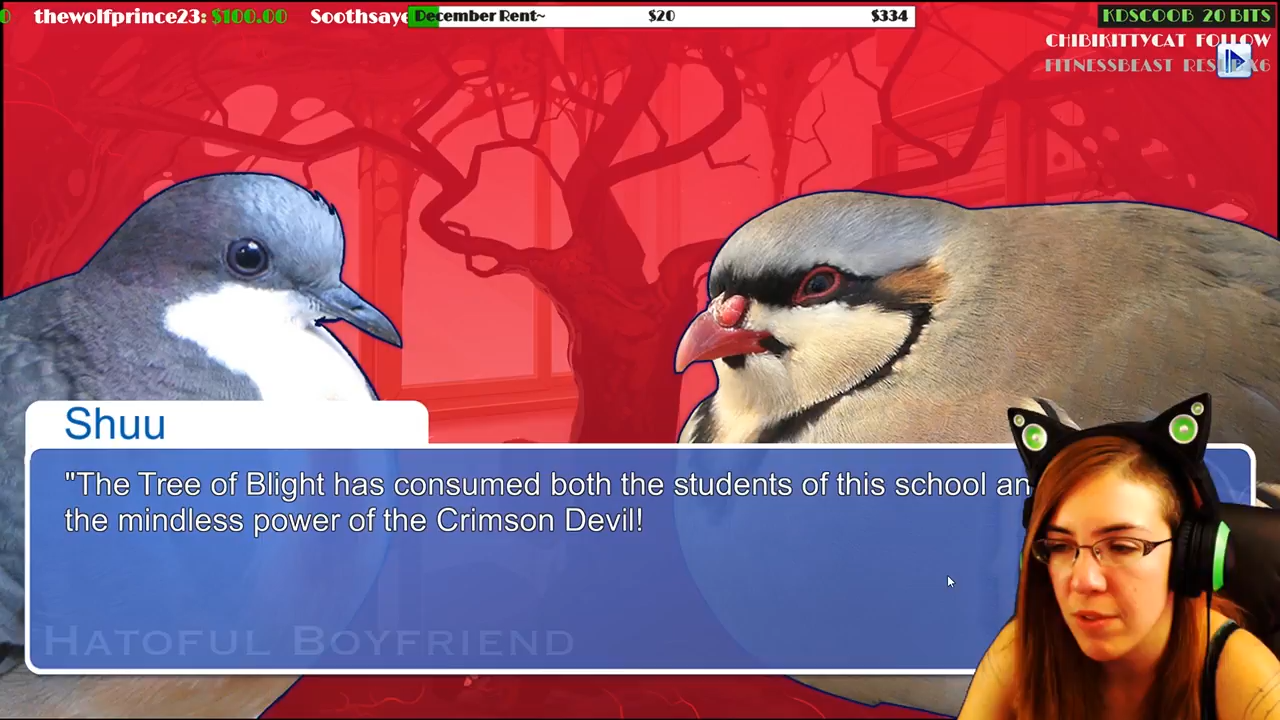 thewolfprince23: $100.00 Soothsaye
December Rent~ $20 $334
KDSCOOB 20 BITS
CHIBIKITTYCAT FOLLOW
FITNESSBEAST
Shuu
"The Tree of Blight has consumed both the students of this school an
the mindless power of the Crimson Devil!
HATOFUL BOYFRIEND